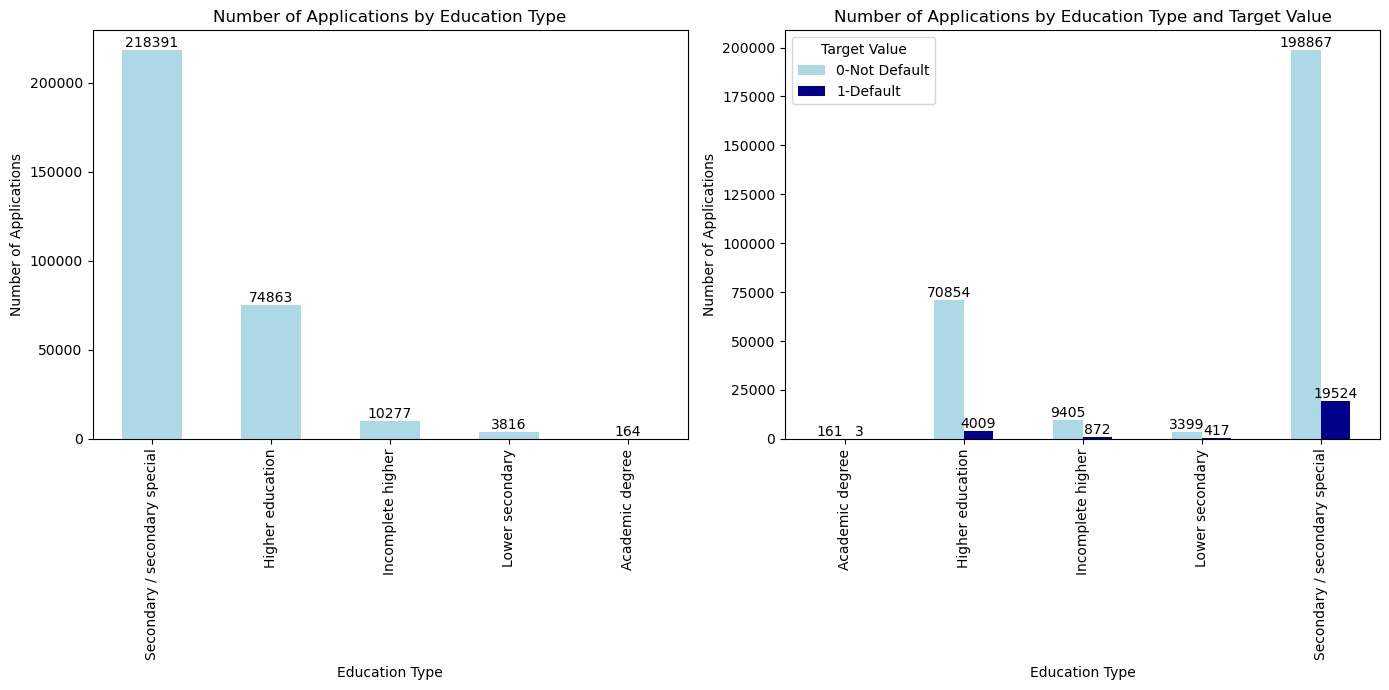 Number of Applications by Education Type
Number of Applications
200000
150000
100000
50000
0
218391
74863
10277
3816
164
Secondary / secondary special
Higher education
Incomplete higher
Lower secondary
Academic degree
Education Type
Number of Applications by Education Type and Target Value
Target Value
0-Not Default
1-Default
Number of Applications
200000
175000
150000
125000
100000
75000
50000
25000
0
161
3
70854
4009
9405
872
3399
417
198867
19524
Academic degree
Higher education
Incomplete higher
Lower secondary
Secondary / secondary special
Education Type